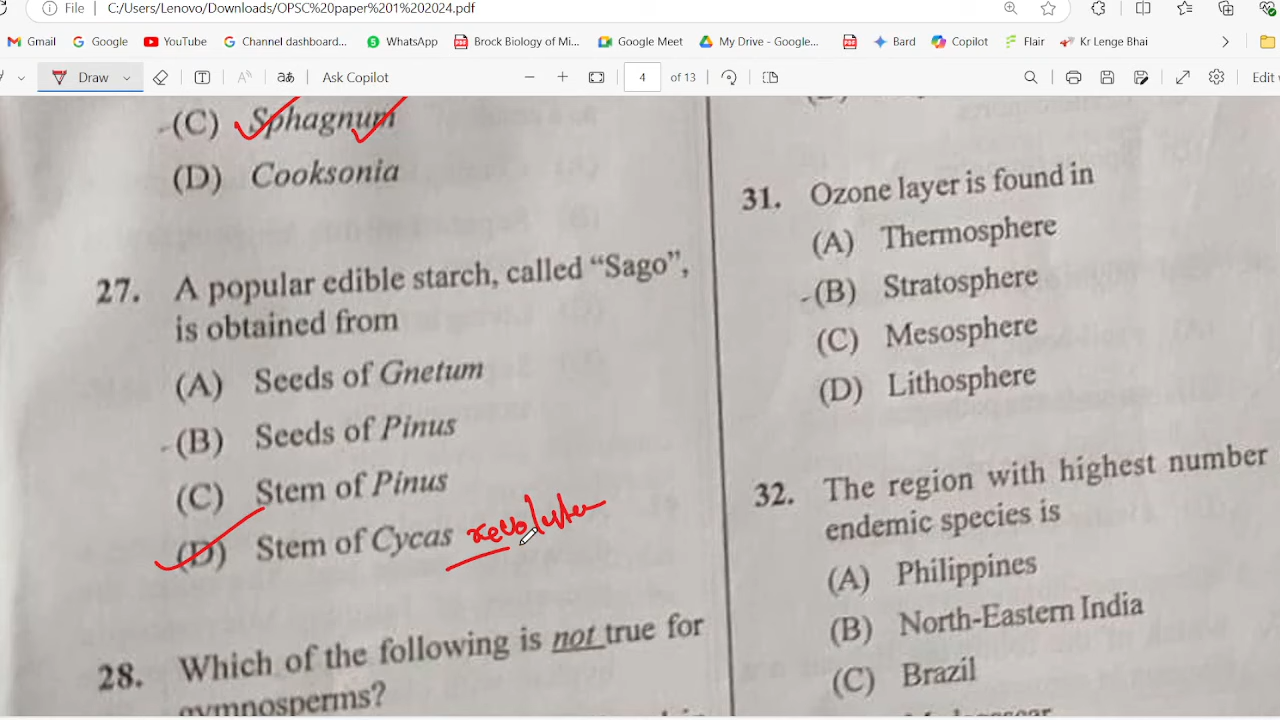 File C:/Users/Lenovo/Downloads/OPSC%20paper%201%202024.pdf
Gmail Google YouTube Channel dashboard... WhatsApp Brock Biology of Mi... Google Meet My Drive - Google... Bard Copilot Flair Kr Lenge Bhai
Draw Ask Copilot 4 of 13 Edit
(C) Sphagnum
(D) Cooksonia
27. A popular edible starch, called “Sago”,
is obtained from
(A) Seeds of Gnetum
(B) Seeds of Pinus
(C) Stem of Pinus
(D) Stem of Cycas
28. Which of the following is not true for
gymnosperms?
31. Ozone layer is found in
(A) Thermosphere
(B) Stratosphere
(C) Mesosphere
(D) Lithosphere
32. The region with highest number
endemic species is
(A) Philippines
(B) North-Eastern India
(C) Brazil